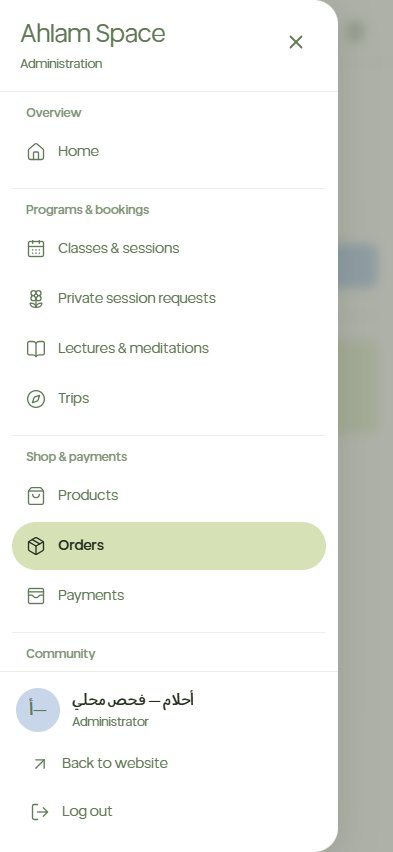 Ahlam Space
Administration
Overview
Home
Programs & bookings
Classes & sessions
Private session requests
Lectures & meditations
Trips
Shop & payments
Products
Orders
Payments
Community
أحلام — فحص محلي
أ—
Administrator
Back to website
Log out